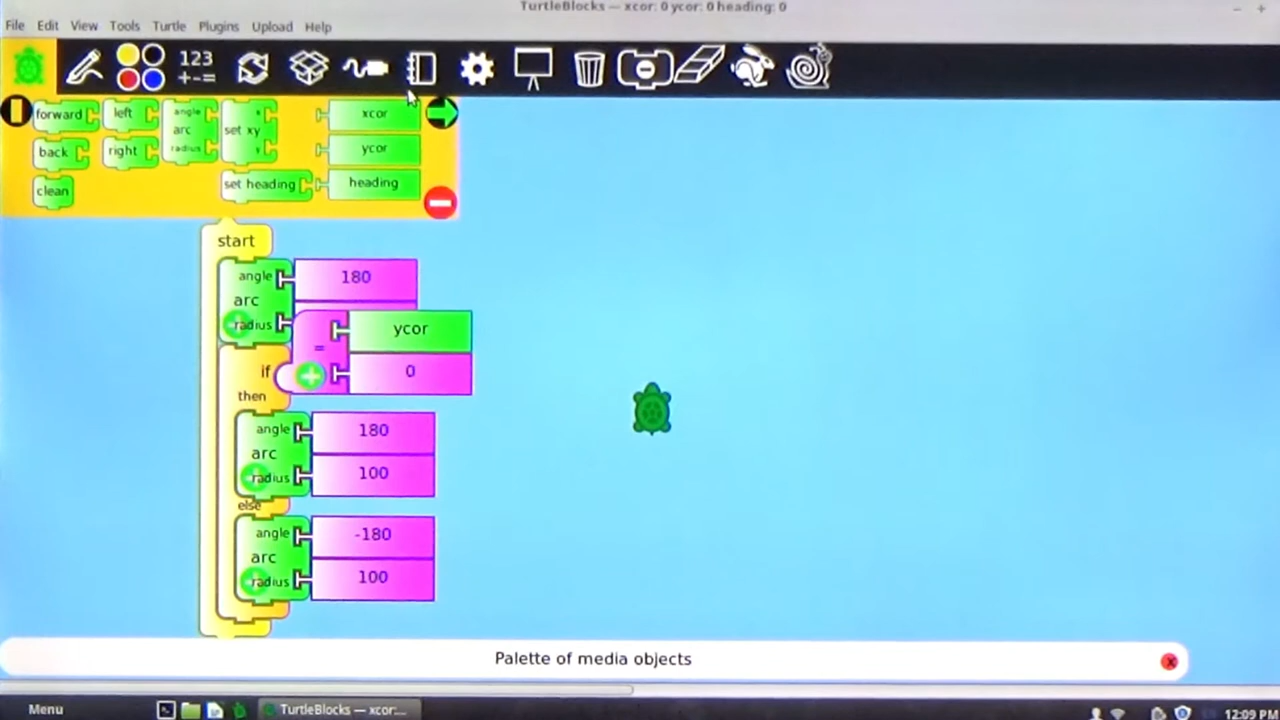 TurtleBlocks — xcor: 0 ycor: 0 heading: 0
File Edit View Tools Turtle Plugins Upload Help
123
+-=
forward left angle arc radius x set xy y xcor
back right ycor
clean set heading heading
start
angle 180
arc
radius
ycor
=
if 0
then
angle 180
arc
radius 100
else
angle -180
arc
radius 100
Palette of media objects
x
Menu TurtleBlocks — xcor:... 12:09 PM